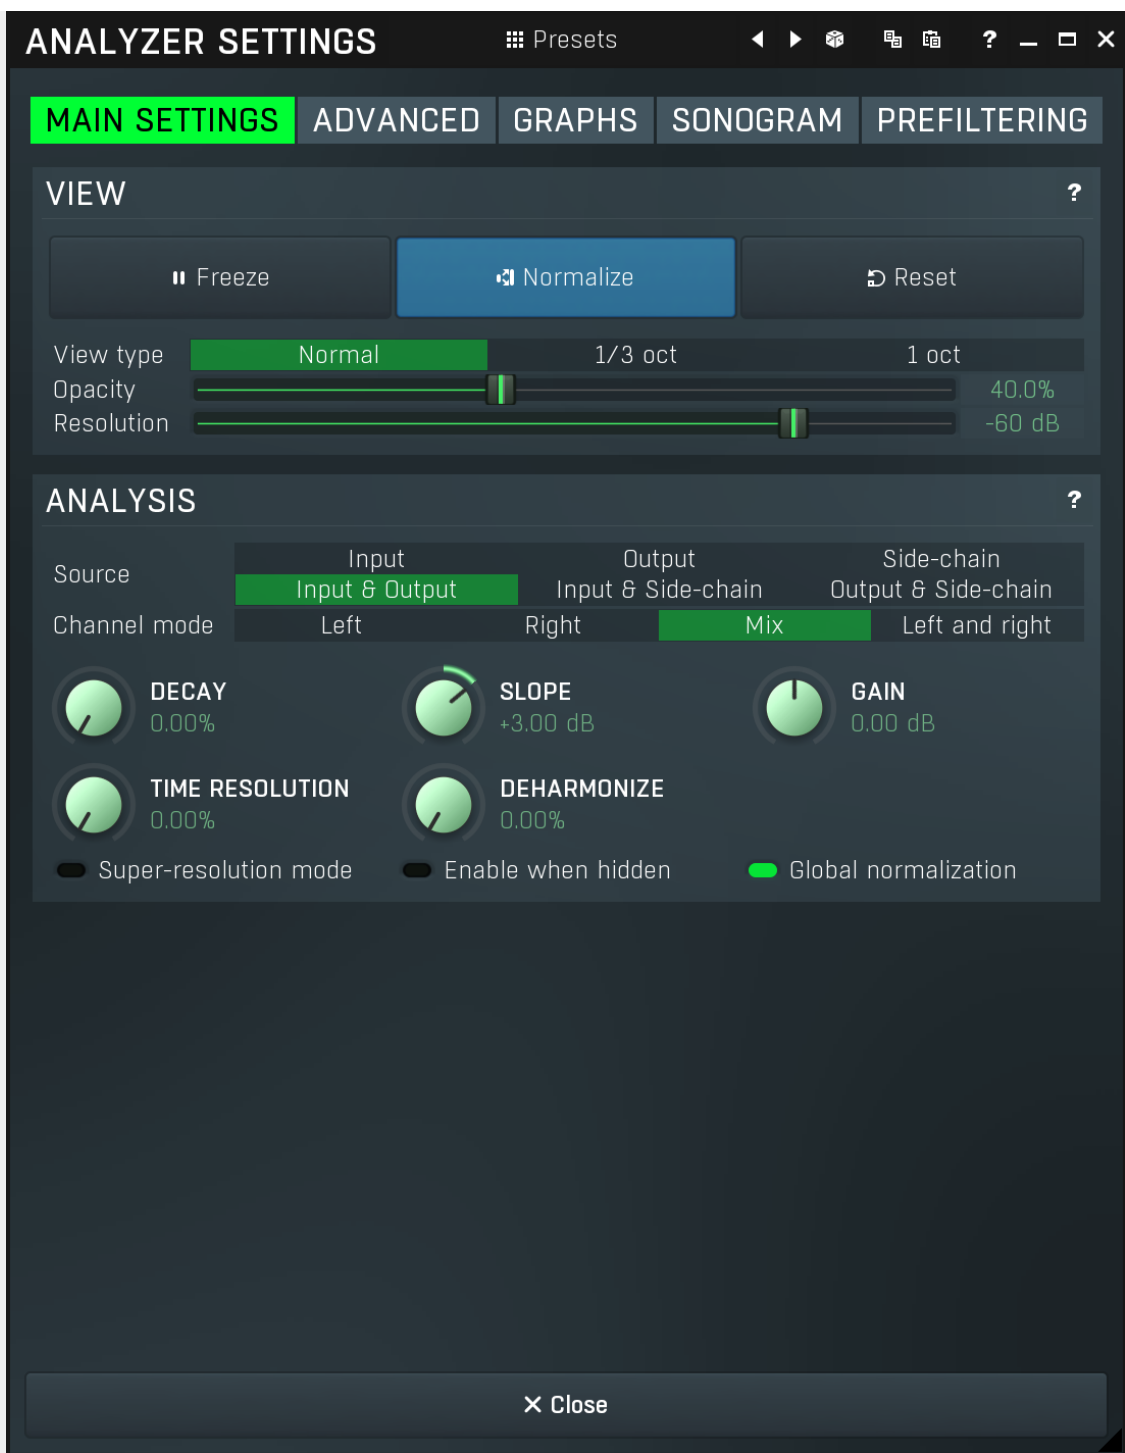 ANALYZER SETTINGS Presets ?
MAIN SETTINGS ADVANCED GRAPHS SONOGRAM PREFILTERING
VIEW ?
Freeze Normalize Reset
View type Normal 1/3 oct 1 oct
Opacity 40.0%
Resolution -60 dB
ANALYSIS ?
Source Input Output Side-chain
Input & Output Input & Side-chain Output & Side-chain
Channel mode Left Right Mix Left and right
DECAY SLOPE GAIN
0.00% +3.00 dB 0.00 dB
TIME RESOLUTION DEHARMONIZE
0.00% 0.00%
Super-resolution mode Enable when hidden Global normalization
Close